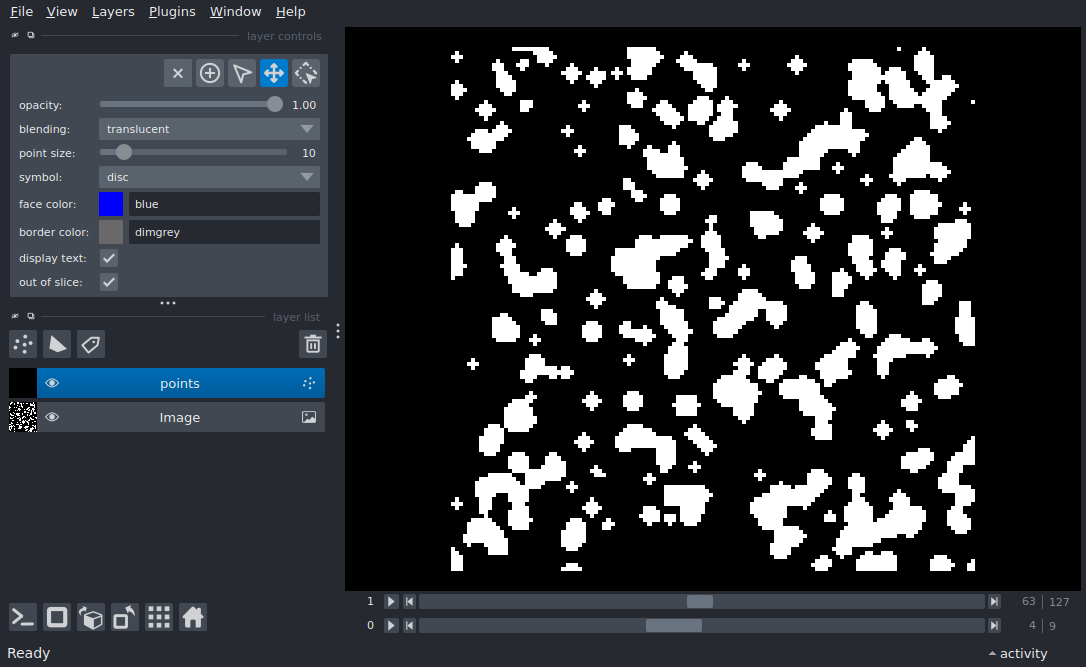 File View Layers Plugins Window Help
layer controls
opacity: 1.00
blending: translucent
point size: 10
symbol: disc
face color: blue
border color: dimgrey
display text:
out of slice:
layer list
points
Image
1 63 | 127
0 4 | 9
Ready activity